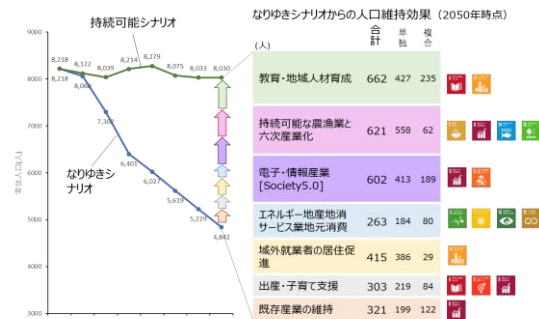 なりゆきシナリオからの人口維持効果（2050年時点）
持続可能シナリオ
(人)
合計
単独
複合
8,218
8,122
8,039
8,214
8,279
8,075
8,033
8,030
8,218
8,068
6,401
6,027
5,619
5,229
4,842
なりゆきシナリオ
9000
8000
7000
6000
5000
4000
3000
常住人口(人)
教育・地域人材育成 662 427 235
持続可能な農漁業と
六次産業化 621 558 62
電子・情報産業
[Society5.0] 602 413 189
エネルギー地産地消
サービス業地元消費 263 184 80
域外就業者の居住促
進 415 386 29
出産・子育て支援 303 219 84
既存産業の維持 321 199 122